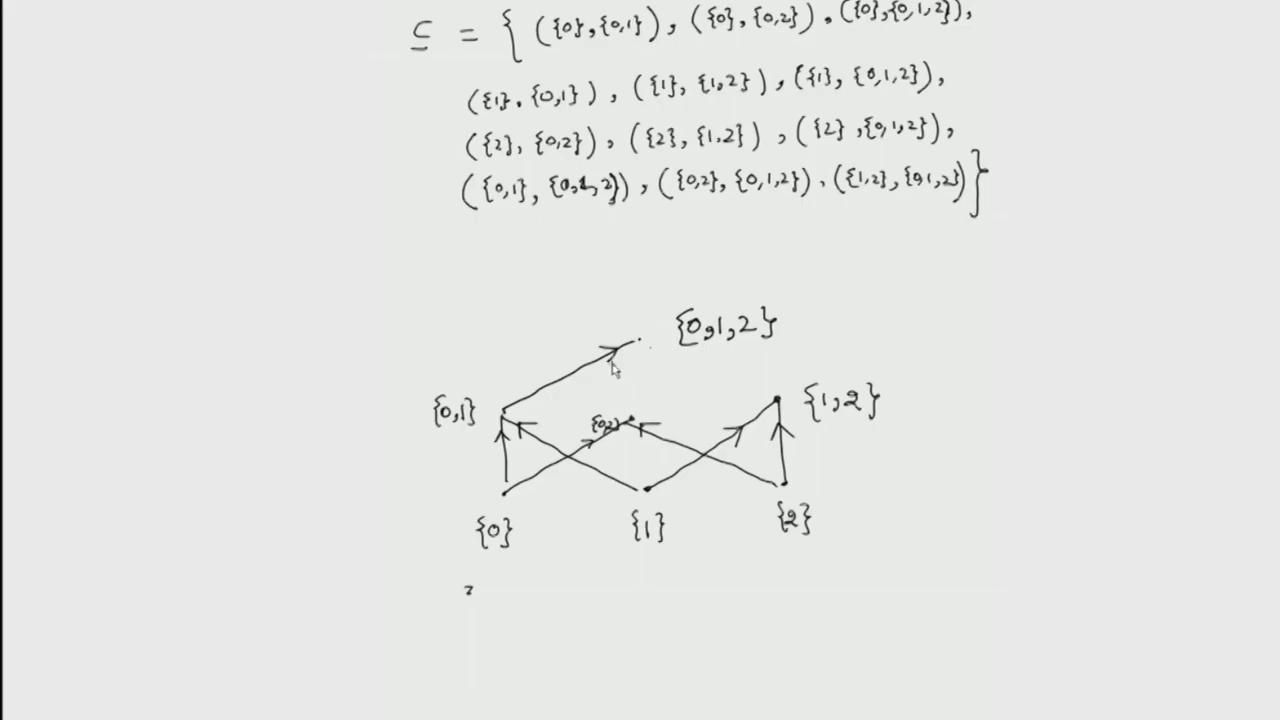 ⊆ = { ({0},{0,1}), ({0},{0,2}), ({0},{0,1,2}),
({1}, {0,1}), ({1}, {1,2}), ({1}, {0,1,2}),
({2}, {0,2}), ({2}, {1,2}), ({2}, {0,1,2}),
({0,1}, {0,1,2}), ({0,2}, {0,1,2}), ({1,2}, {0,1,2}) }
{0,1,2}
{0,1} {0,2} {1,2}
{0} {1} {2}